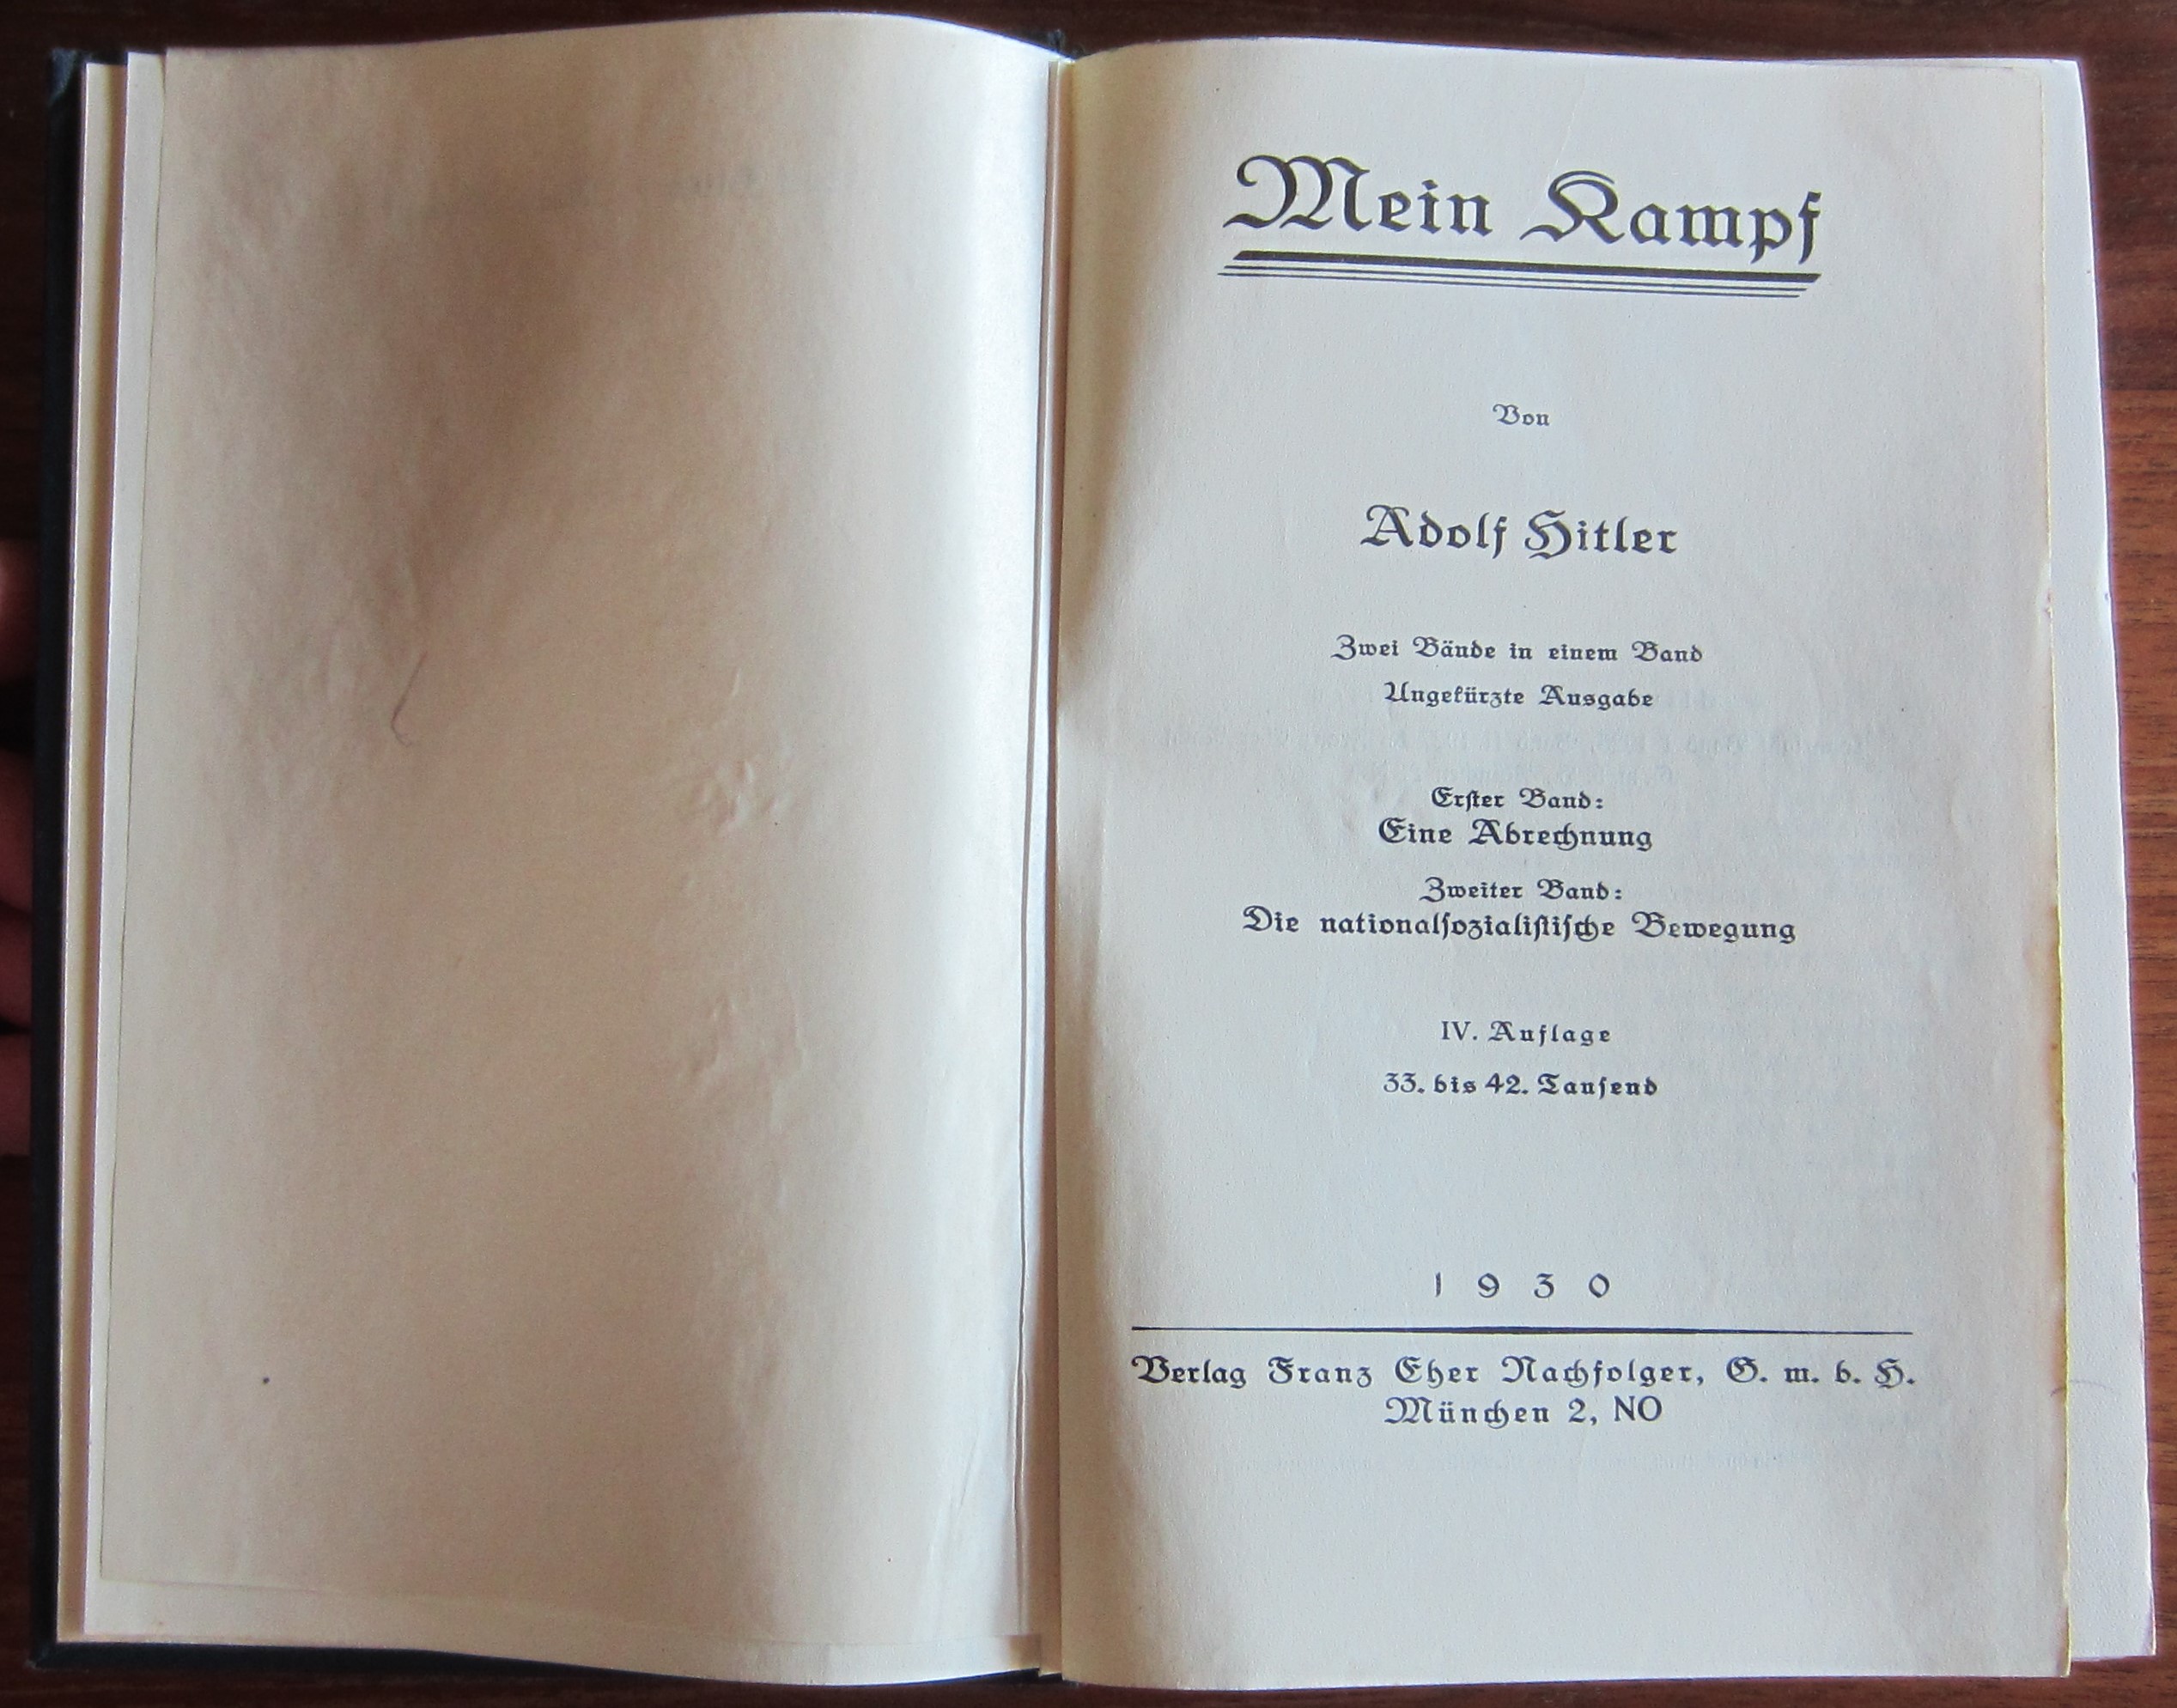 Mein Kampf
Von
Adolf Hitler
Zwei Bände in einem Band
Ungekürzte Ausgabe
Erſter Band:
Eine Abrechnung
Zweiter Band:
Die nationalſozialiſtiſche Bewegung
IV. Auflage
33. bis 42. Tauſend
1930
Verlag Franz Eher Nachfolger, G. m. b. H.
München 2, NO